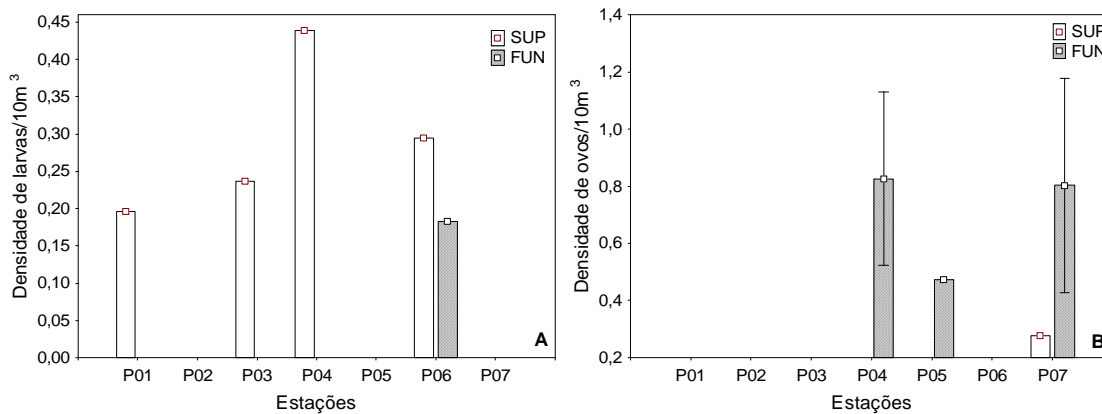 Densidade de larvas/10m³
0,45
0,40
0,35
0,30
0,25
0,20
0,15
0,10
0,05
0,00
SUP
FUN
A
P01 P02 P03 P04 P05 P06 P07
Estações
Densidade de ovos/10m³
1,4
1,2
1,0
0,8
0,6
0,4
0,2
SUP
FUN
B
P01 P02 P03 P04 P05 P06 P07
Estações